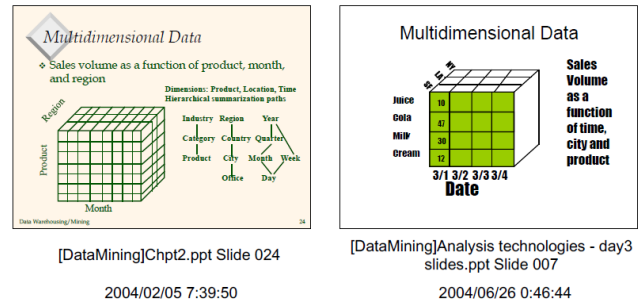 Multidimensional Data
❖ Sales volume as a function of product, month,
and region
Dimensions: Product, Location, Time
Hierarchical summarization paths
Region
Product
Month
Industry Region Year
Category Country Quarter
Product City Month Week
Office Day
Data Warehousing/Mining
24
[DataMining]Chpt2.ppt Slide 024
2004/02/05 7:39:50
Multidimensional Data
SF LA NY
Juice 10
Cola 47
Milk 30
Cream 12
3/1 3/2 3/3 3/4
Date
Sales
Volume
as a
function
of time,
city and
product
[DataMining]Analysis technologies - day3
slides.ppt Slide 007
2004/06/26 0:46:44